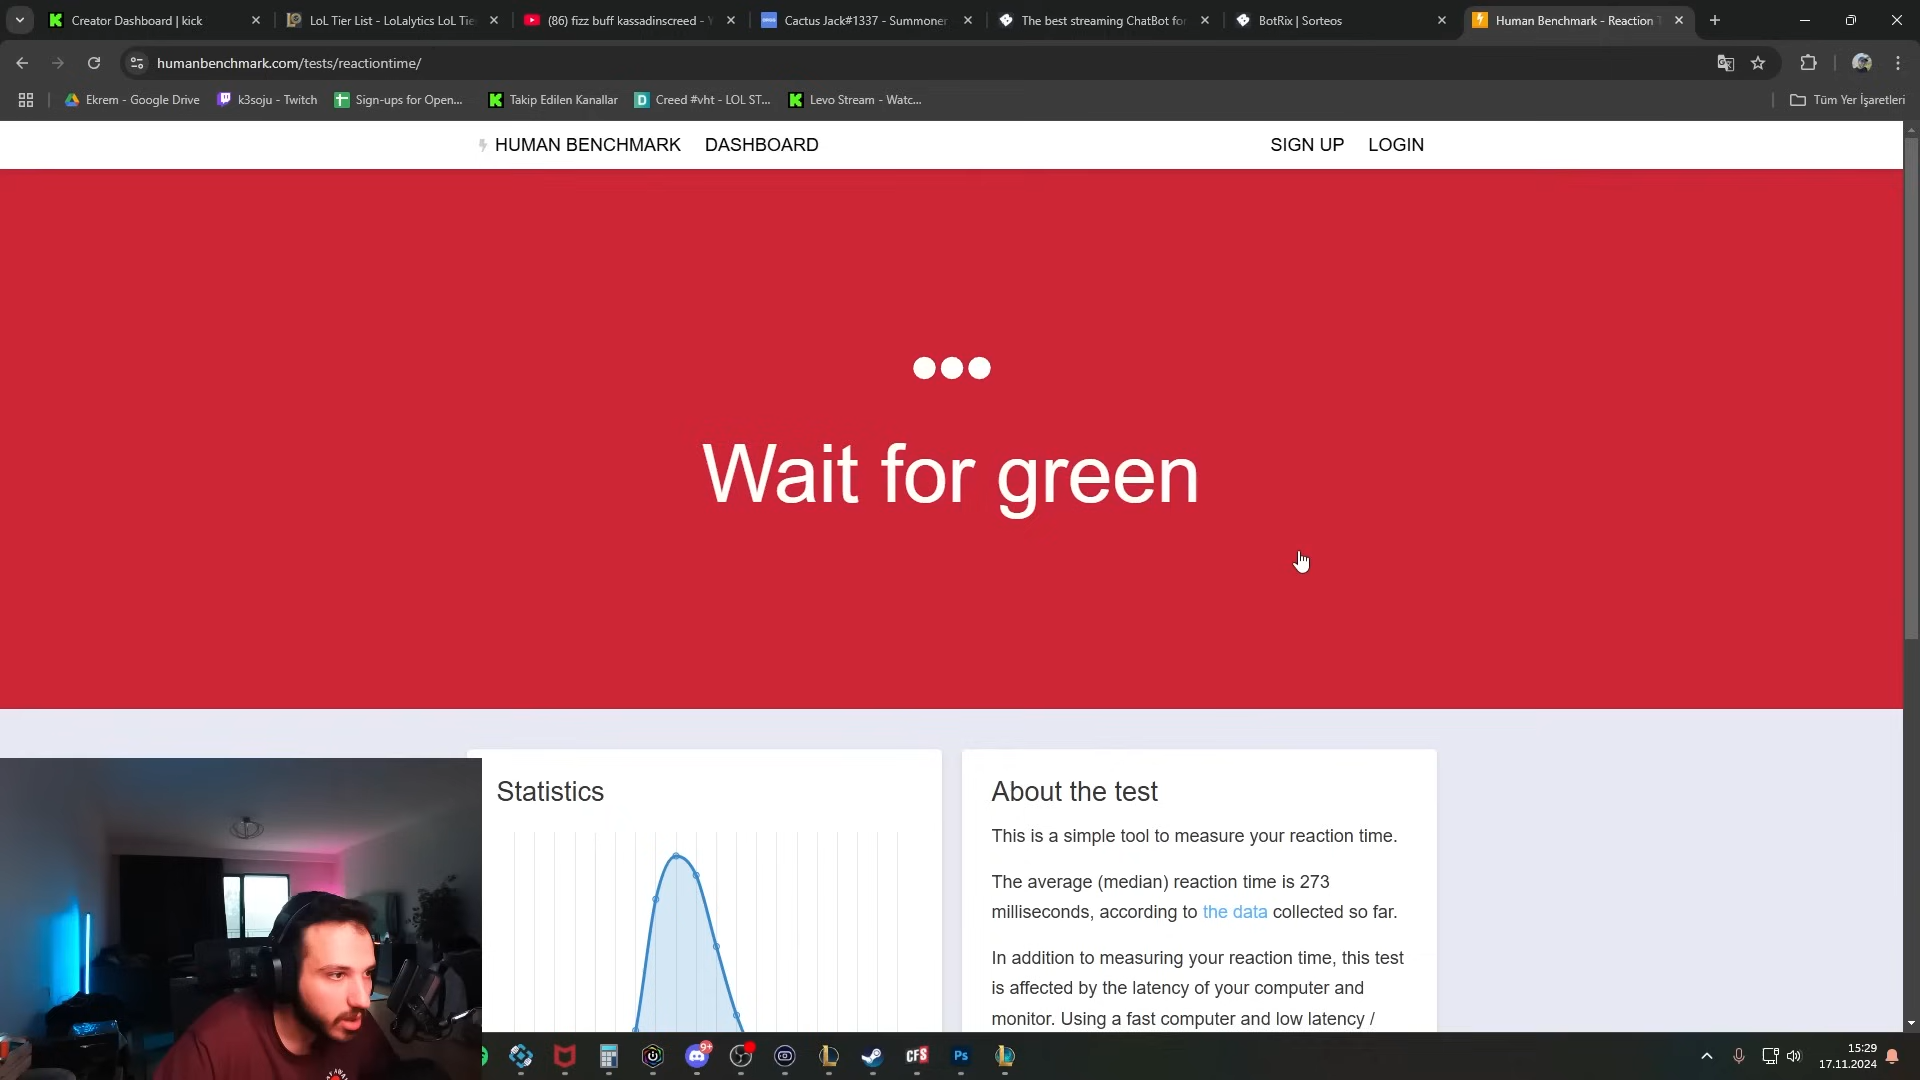 Creator Dashboard | kick
LoL Tier List - LoLalytics LoL Tie
(86) fizz buff kassadinscreed - Y
Cactus Jack#1337 - Summoner
The best streaming ChatBot for
BotRix | Sorteos
Human Benchmark - Reaction T
humanbenchmark.com/tests/reactiontime/
Ekrem - Google Drive
k3soju - Twitch
Sign-ups for Open...
Takip Edilen Kanallar
Creed #vht - LOL ST...
Levo Stream - Watc...
Tüm Yer İşaretleri
HUMAN BENCHMARK
DASHBOARD
SIGN UP
LOGIN
Wait for green
Statistics
About the test
This is a simple tool to measure your reaction time.
The average (median) reaction time is 273
milliseconds, according to the data collected so far.
In addition to measuring your reaction time, this test
is affected by the latency of your computer and
monitor. Using a fast computer and low latency /
9+
CFS
Ps
15:29
17.11.2024